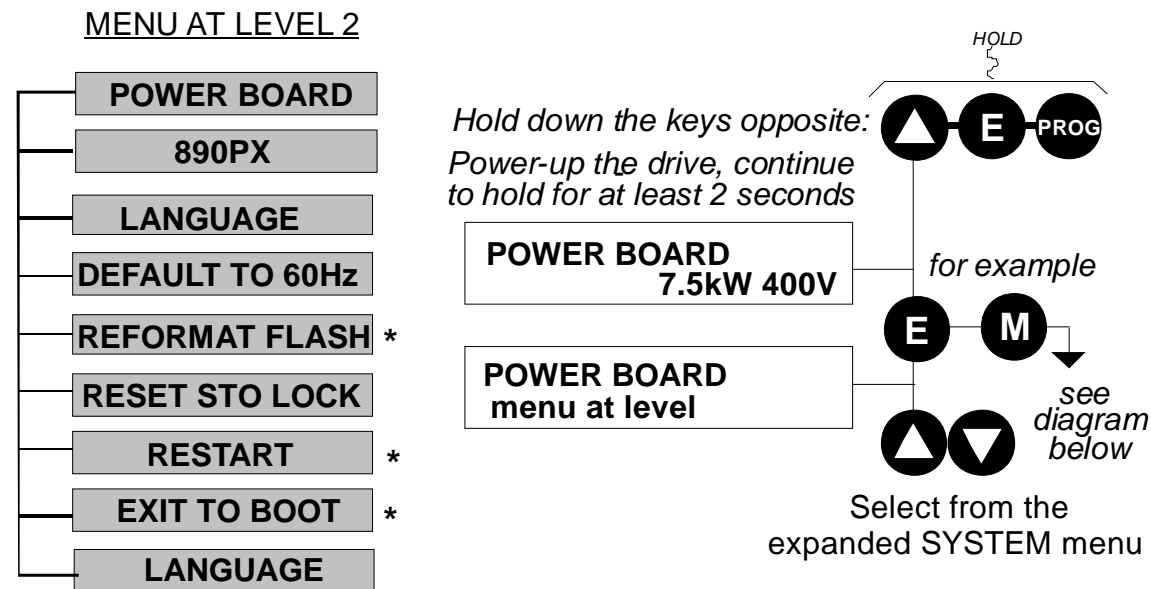 MENU AT LEVEL 2
POWER BOARD
890PX
LANGUAGE
DEFAULT TO 60Hz
REFORMAT FLASH *
RESET STO LOCK
RESTART *
EXIT TO BOOT *
LANGUAGE
HOLD
Hold down the keys opposite:
E
PROG
Power-up the drive, continue
to hold for at least 2 seconds
POWER BOARD
7.5kW 400V
for example
E
M
POWER BOARD
menu at level
see
diagram
below
Select from the
expanded SYSTEM menu